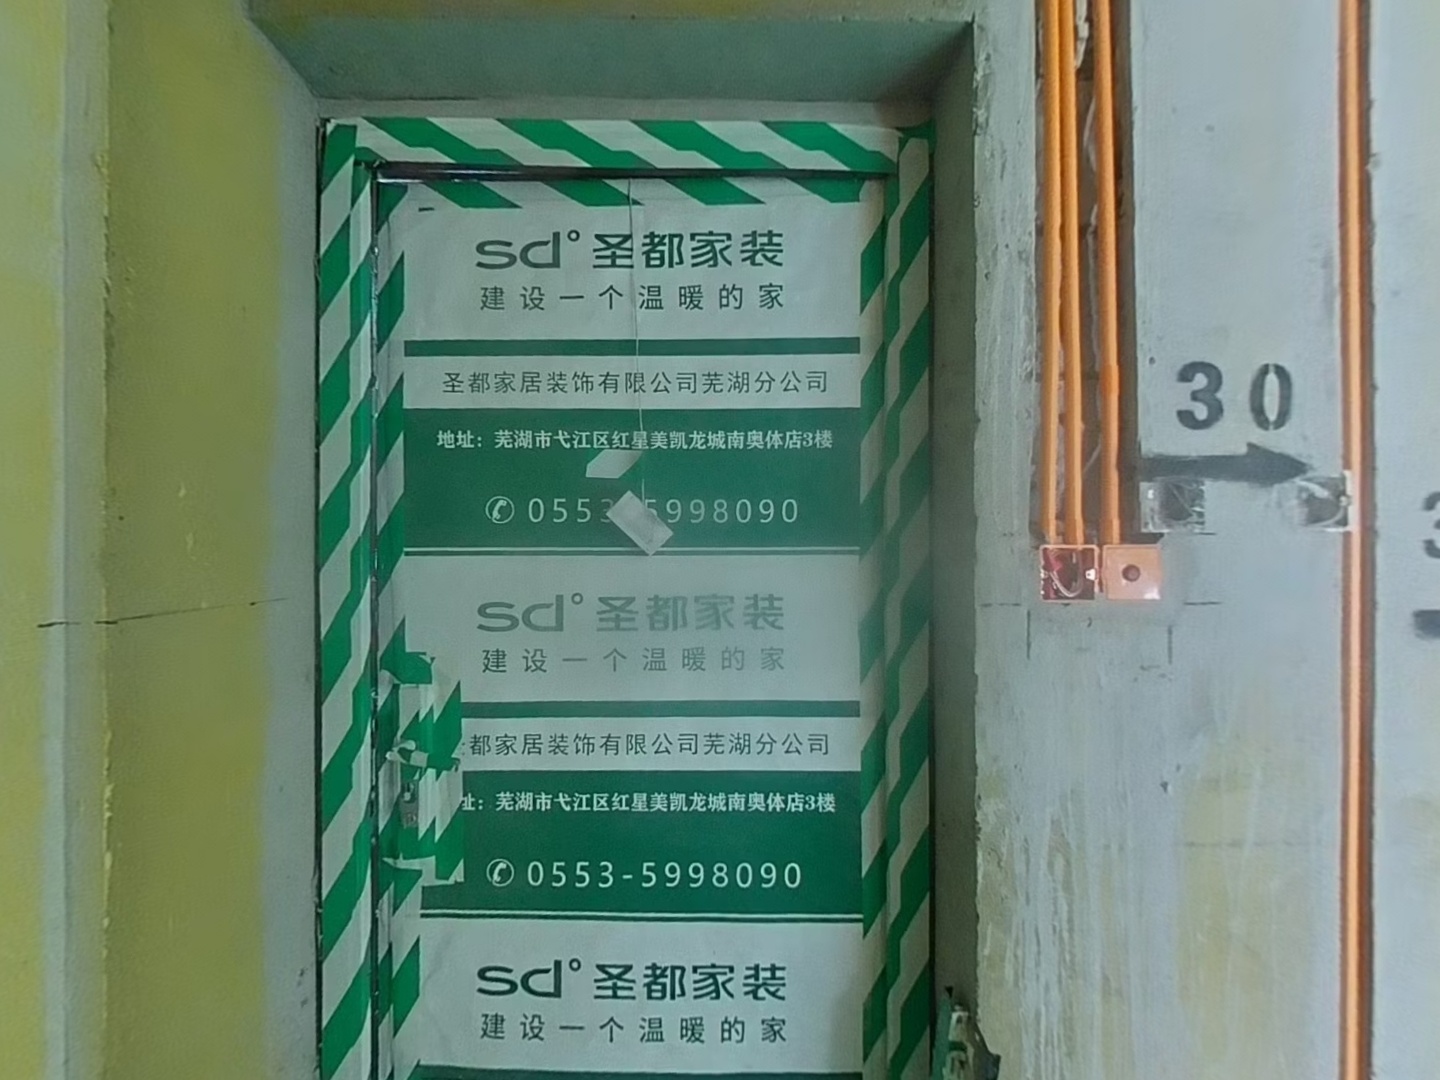 sd°圣都家装
建设一个温暖的家
圣都家居装饰有限公司芜湖分公司
地址：芜湖市弋江区红星美凯龙城南奥体店3楼
0553 5998090
sd°圣都家装
建设一个温暖的家
都家居装饰有限公司芜湖分公司
址：芜湖市弋江区红星美凯龙城南奥体店3楼
0553-5998090
sd°圣都家装
建设一个温暖的家
30